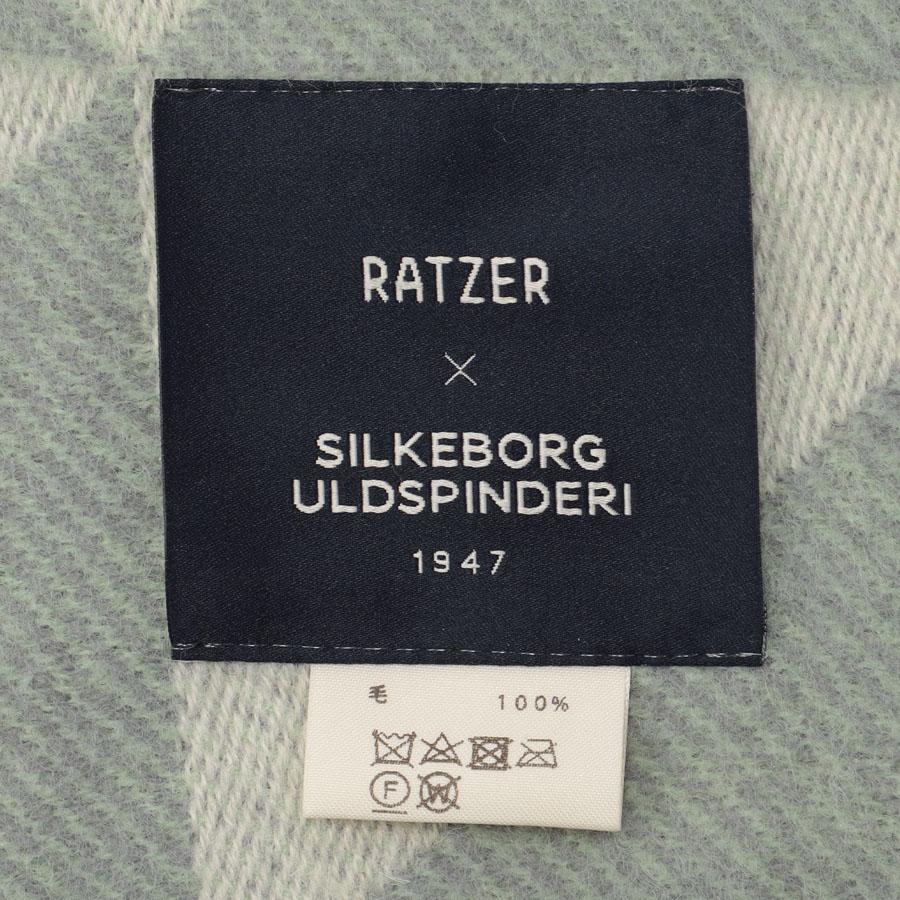 RATZER
×
SILKEBORG
ULDSPINDERI
1947
毛 100%
F W